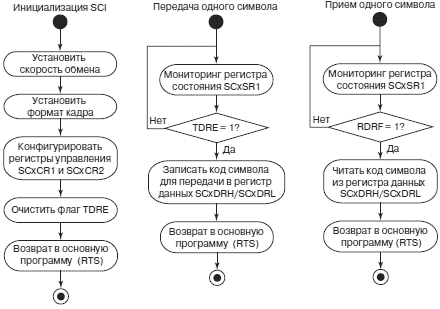 Инициализация SCI
Установить
скорость обмена
Установить
формат кадра
Конфигурировать
регистры управления
SCxCR1 и SCxCR2
Очистить флаг TDRE
Возврат в основную
программу (RTS)
Передача одного символа
Мониторинг регистра
состояния SCxSR1
Нет
TDRE = 1?
Да
Записать код символа
для передачи в регистр
данных SCxDRH/SCxDRL
Возврат в основную
программу (RTS)
Прием одного символа
Мониторинг регистра
состояния SCxSR1
Нет
RDRF = 1?
Да
Читать код символа
из регистра данных
SCxDRH/SCxDRL
Возврат в основную
программу (RTS)